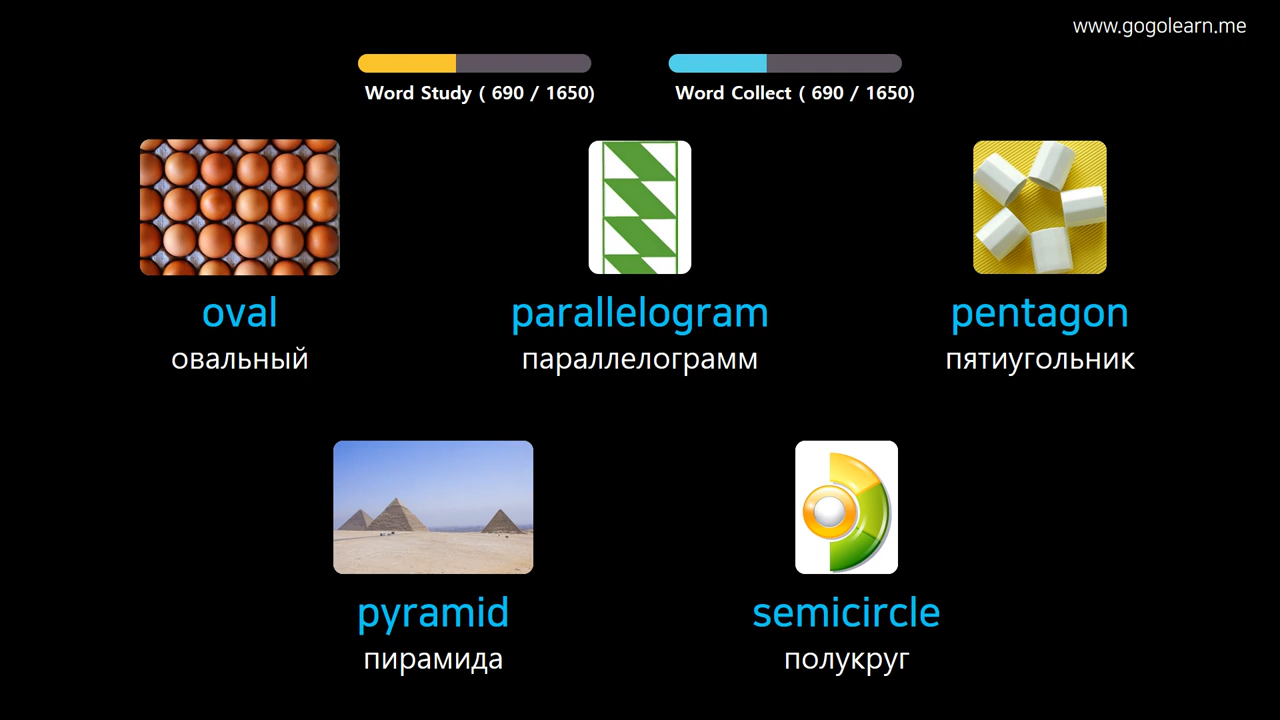 www.gogolearn.me
Word Study ( 690 / 1650)
Word Collect ( 690 / 1650)
oval
parallelogram
pentagon
овальный
параллелограмм
пятиугольник
pyramid
semicircle
пирамида
полукруг